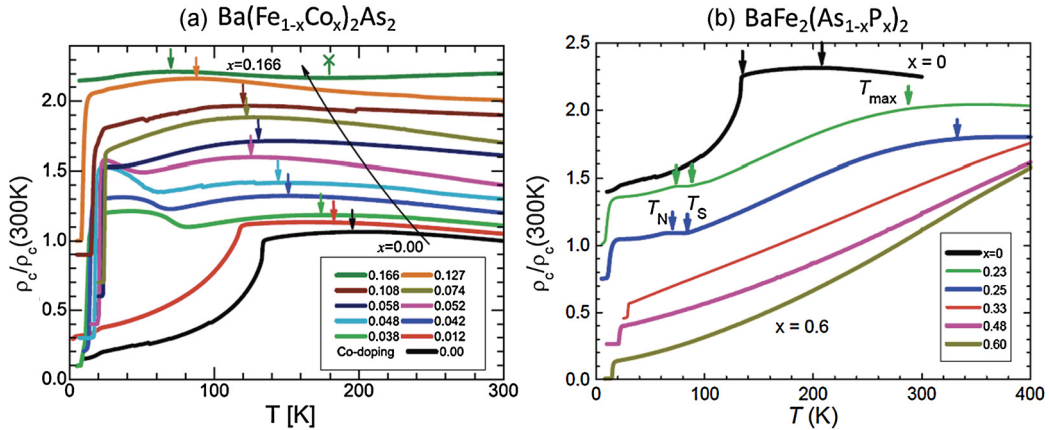 (a) Ba(Fe1-xCox)2As2
ρc/ρc(300K)
2.0
1.5
1.0
0.5
0.0
x=0.166
x=0.00
0.166 0.127
0.108 0.074
0.058 0.052
0.048 0.042
0.038 0.012
Co-doping 0.00
0 100 200 300
T [K]
(b) BaFe2(As1-xPx)2
ρc/ρc(300K)
2.5
2.0
1.5
1.0
0.5
0.0
x = 0
Tmax
TN
TS
x = 0.6
x=0
0.23
0.25
0.33
0.48
0.60
0 100 200 300 400
T (K)